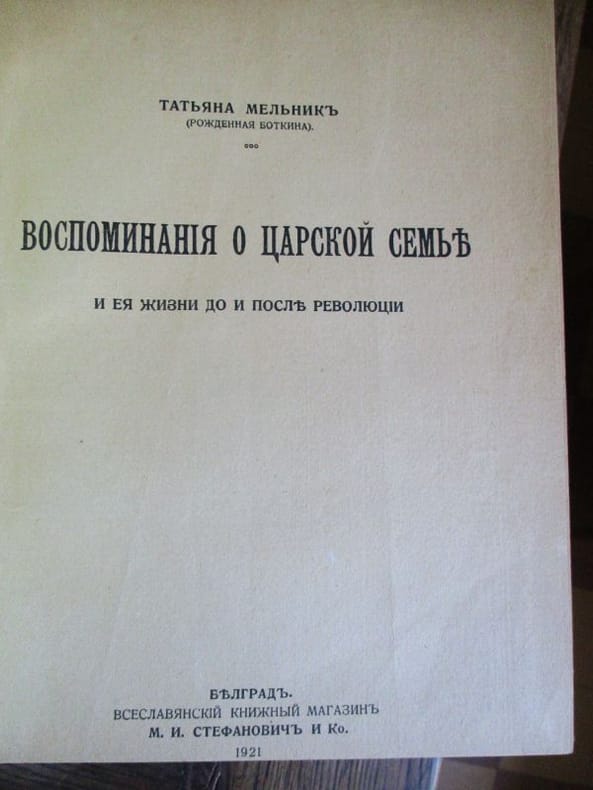 ТАТЬЯНА МЕЛЬНИКЪ
(РОЖДЕННАЯ БОТКИНА).
ВОСПОМИНАНІЯ О ЦАРСКОЙ СЕМЬѢ
И ЕЯ ЖИЗНИ ДО И ПОСЛѢ РЕВОЛЮЦІИ
БѢЛГРАДЪ.
ВСЕСЛАВЯНСКІЙ КНИЖНЫЙ МАГАЗИНЪ
М. И. СТЕФАНОВИЧЪ И Ко.
1921